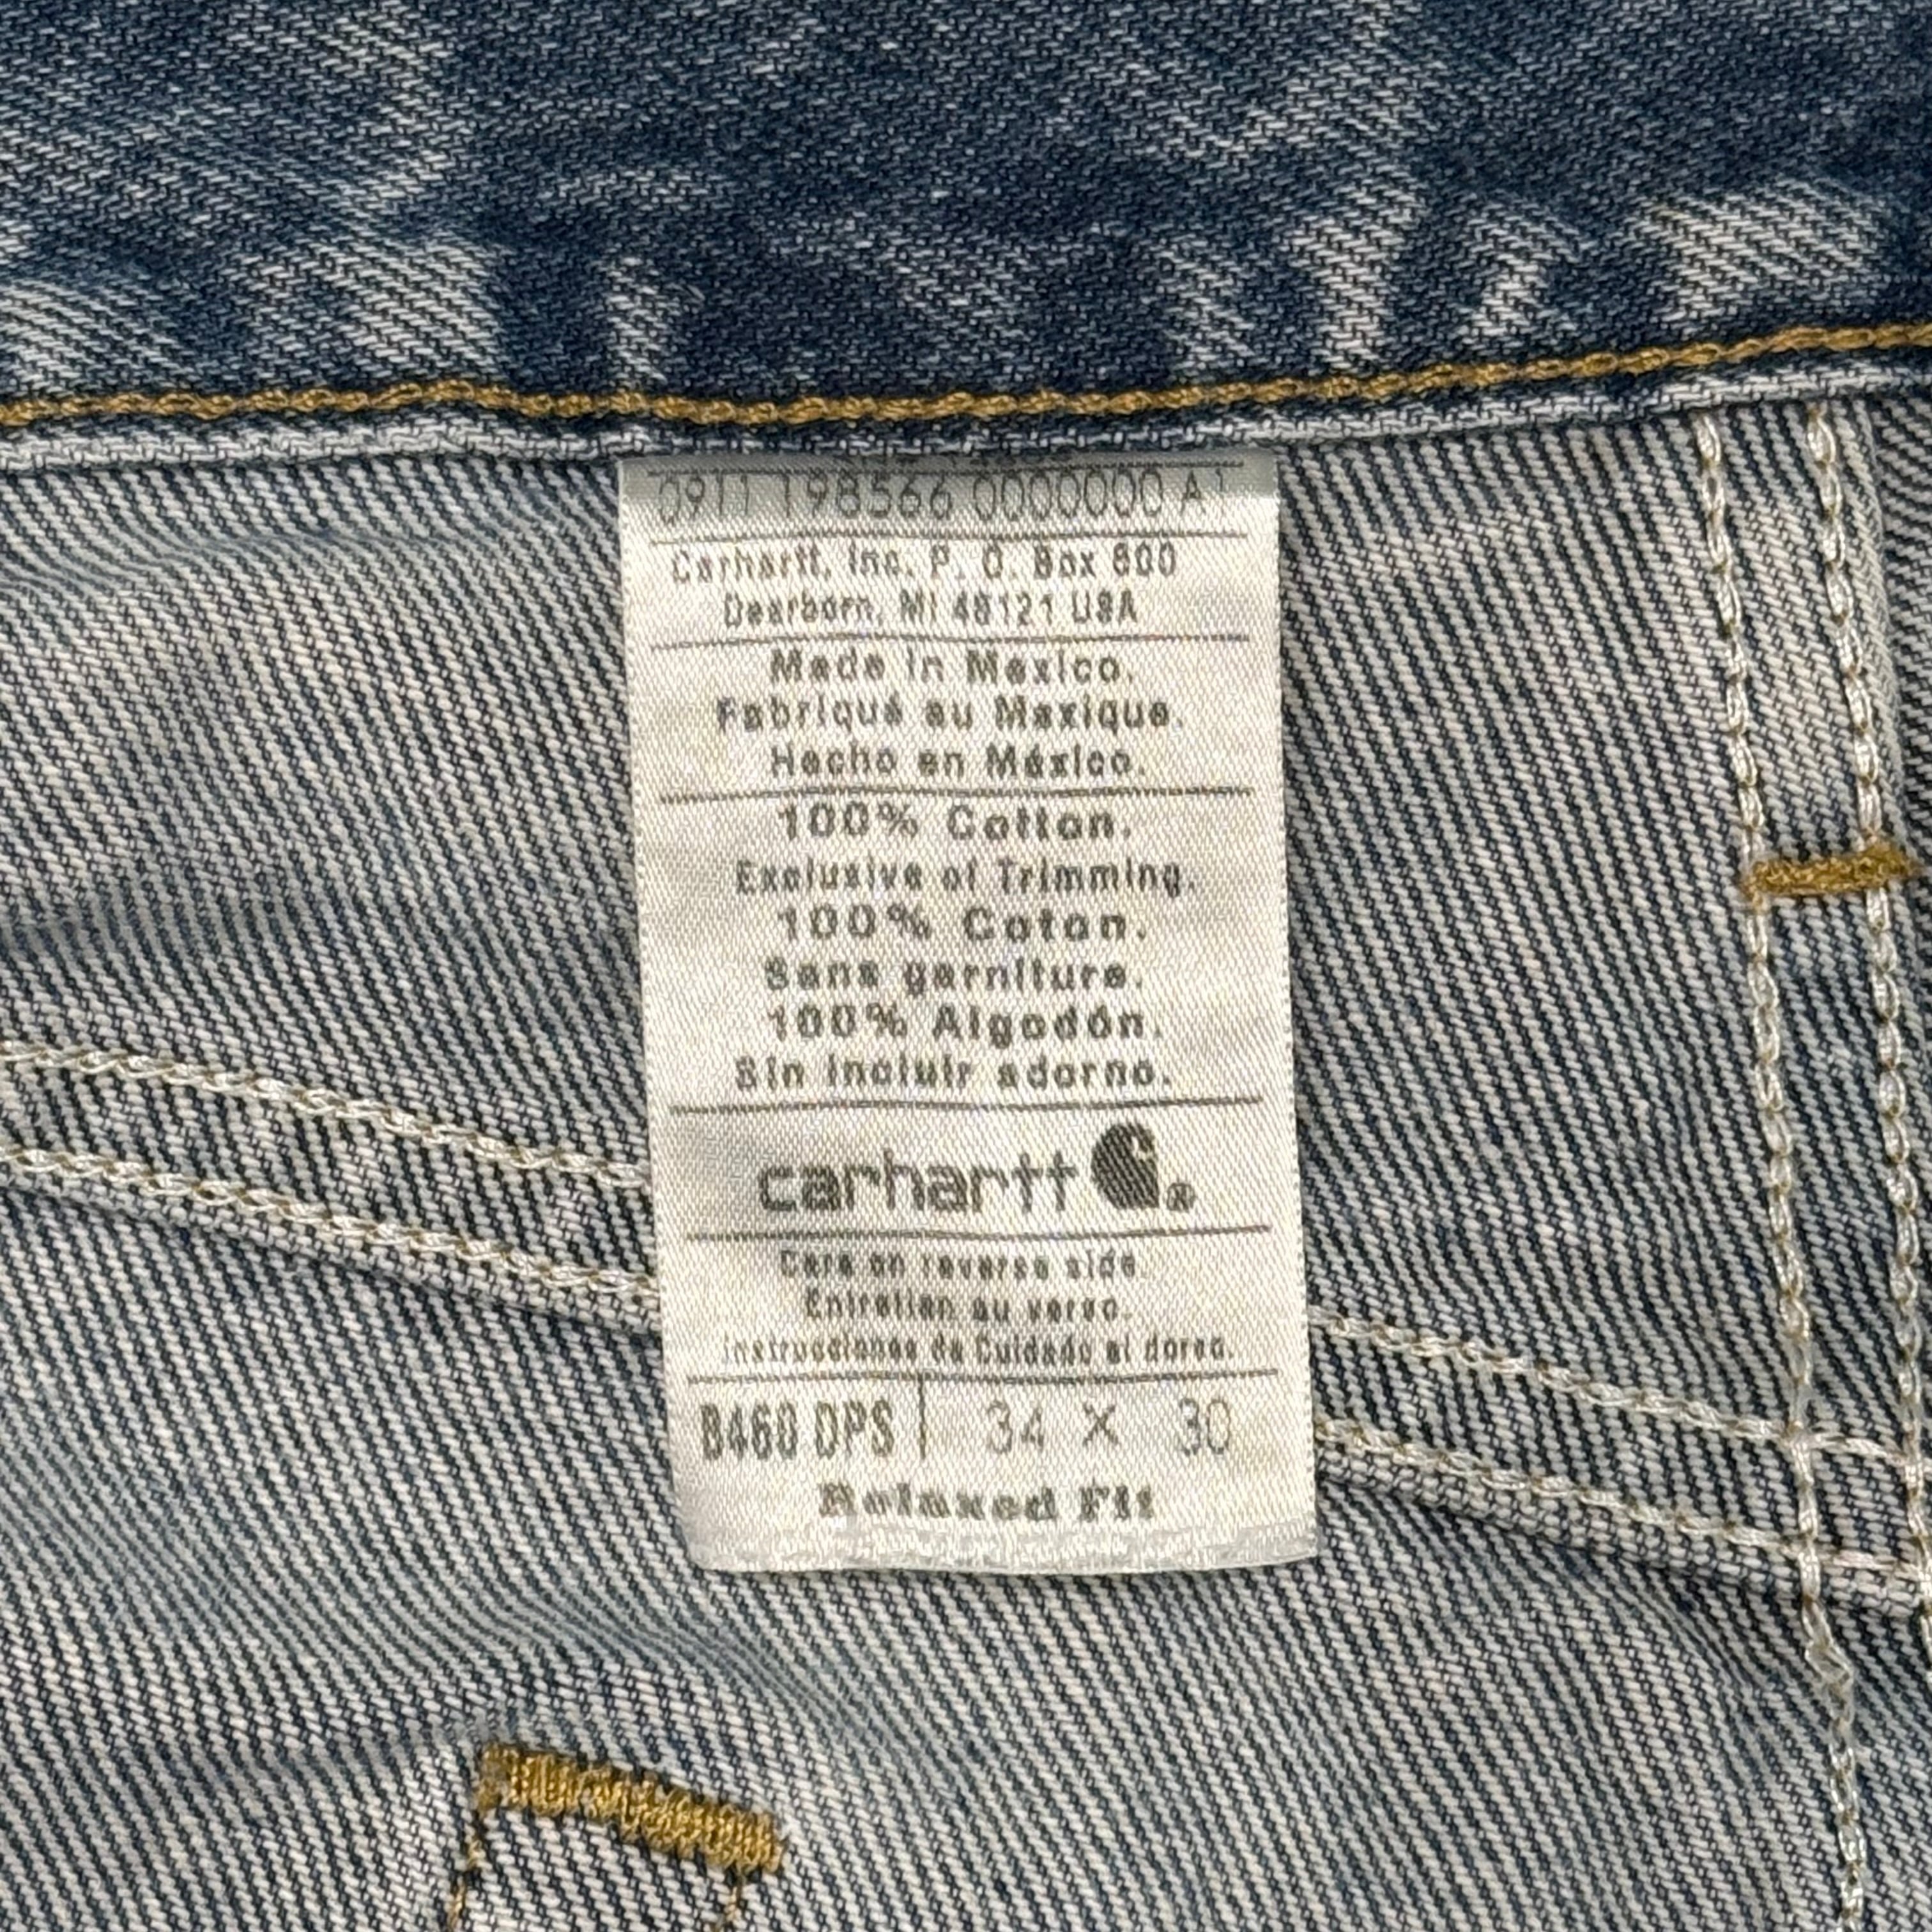 0911 198566 0000000 A1
Carhartt, Inc. P. O. Box 600
Dearborn, MI 48121 USA
Made in Mexico.
Fabriqué au Mexique.
Hecho en México.
100% Cotton.
Exclusive of Trimming.
100% Coton.
Sans garniture.
100% Algodón.
Sin incluir adorno.
carhartt ®
Care on reverse side.
Entretien au verso.
Instrucciones de Cuidado al dorso.
B460 DPS 34 X 30
Relaxed Fit